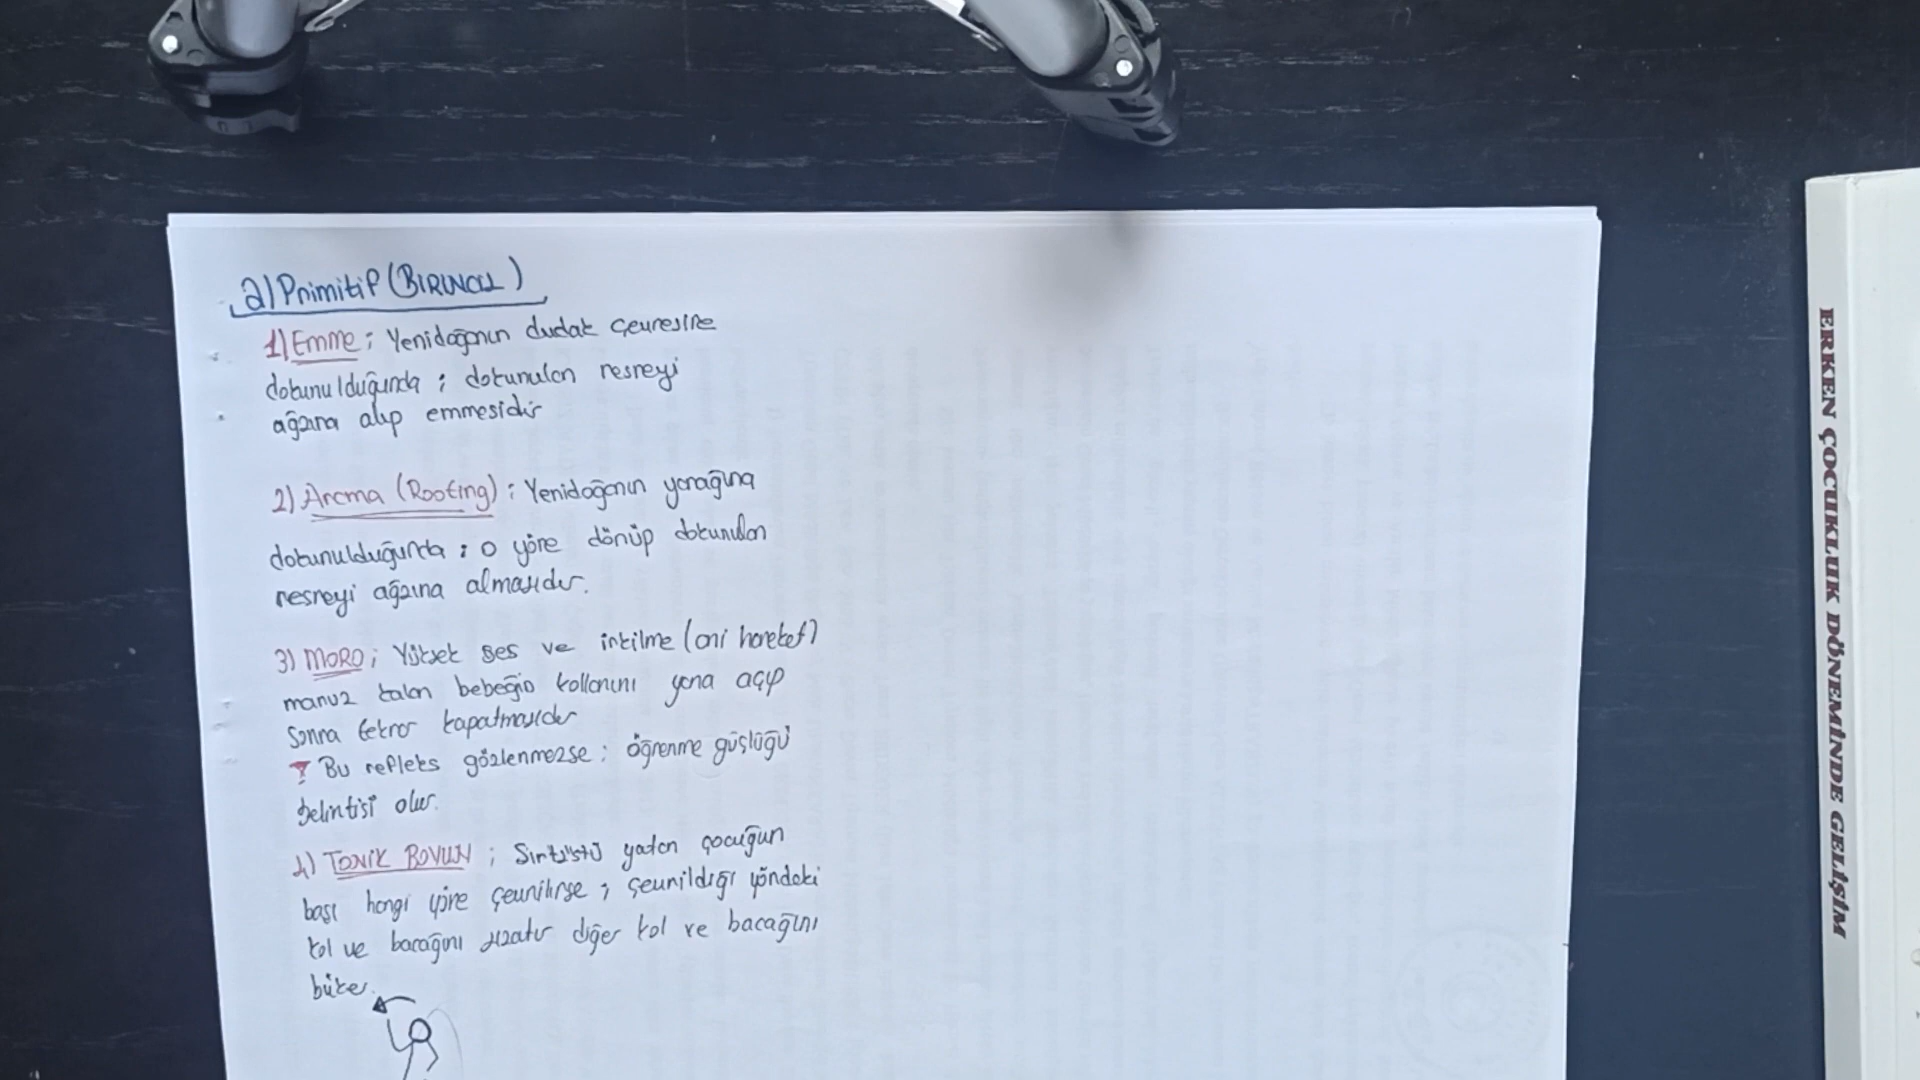 a) Primitif (BİRİNCİL)
1) Emme ; Yenidoğanın dudak çevresine
dokunulduğunda ; dokunulan nesneyi
ağzına alıp emmesidir
2) Arama (Rooting) ; Yenidoğanın yanağına
dokunulduğunda ; o yöne dönüp dokunulan
nesneyi ağzına almasıdır.
3) MORO ; Yüksek ses ve irkilme (ani hareket)
maruz kalan bebeğin kollarını yana açıp
sonra tekrar kapatmasıdır
Bu refleks gözlenmezse : öğrenme güçlüğü
belirtisi olur.
4) TONİK BOYUN ; Sırtüstü yatan çocuğun
başı hangi yöne çevrilirse ; çevrildiği yöndeki
kol ve bacağını uzatır diğer kol ve bacağını
büker.
ERKEN ÇOCUKLUK DÖNEMİNDE GELİŞİM